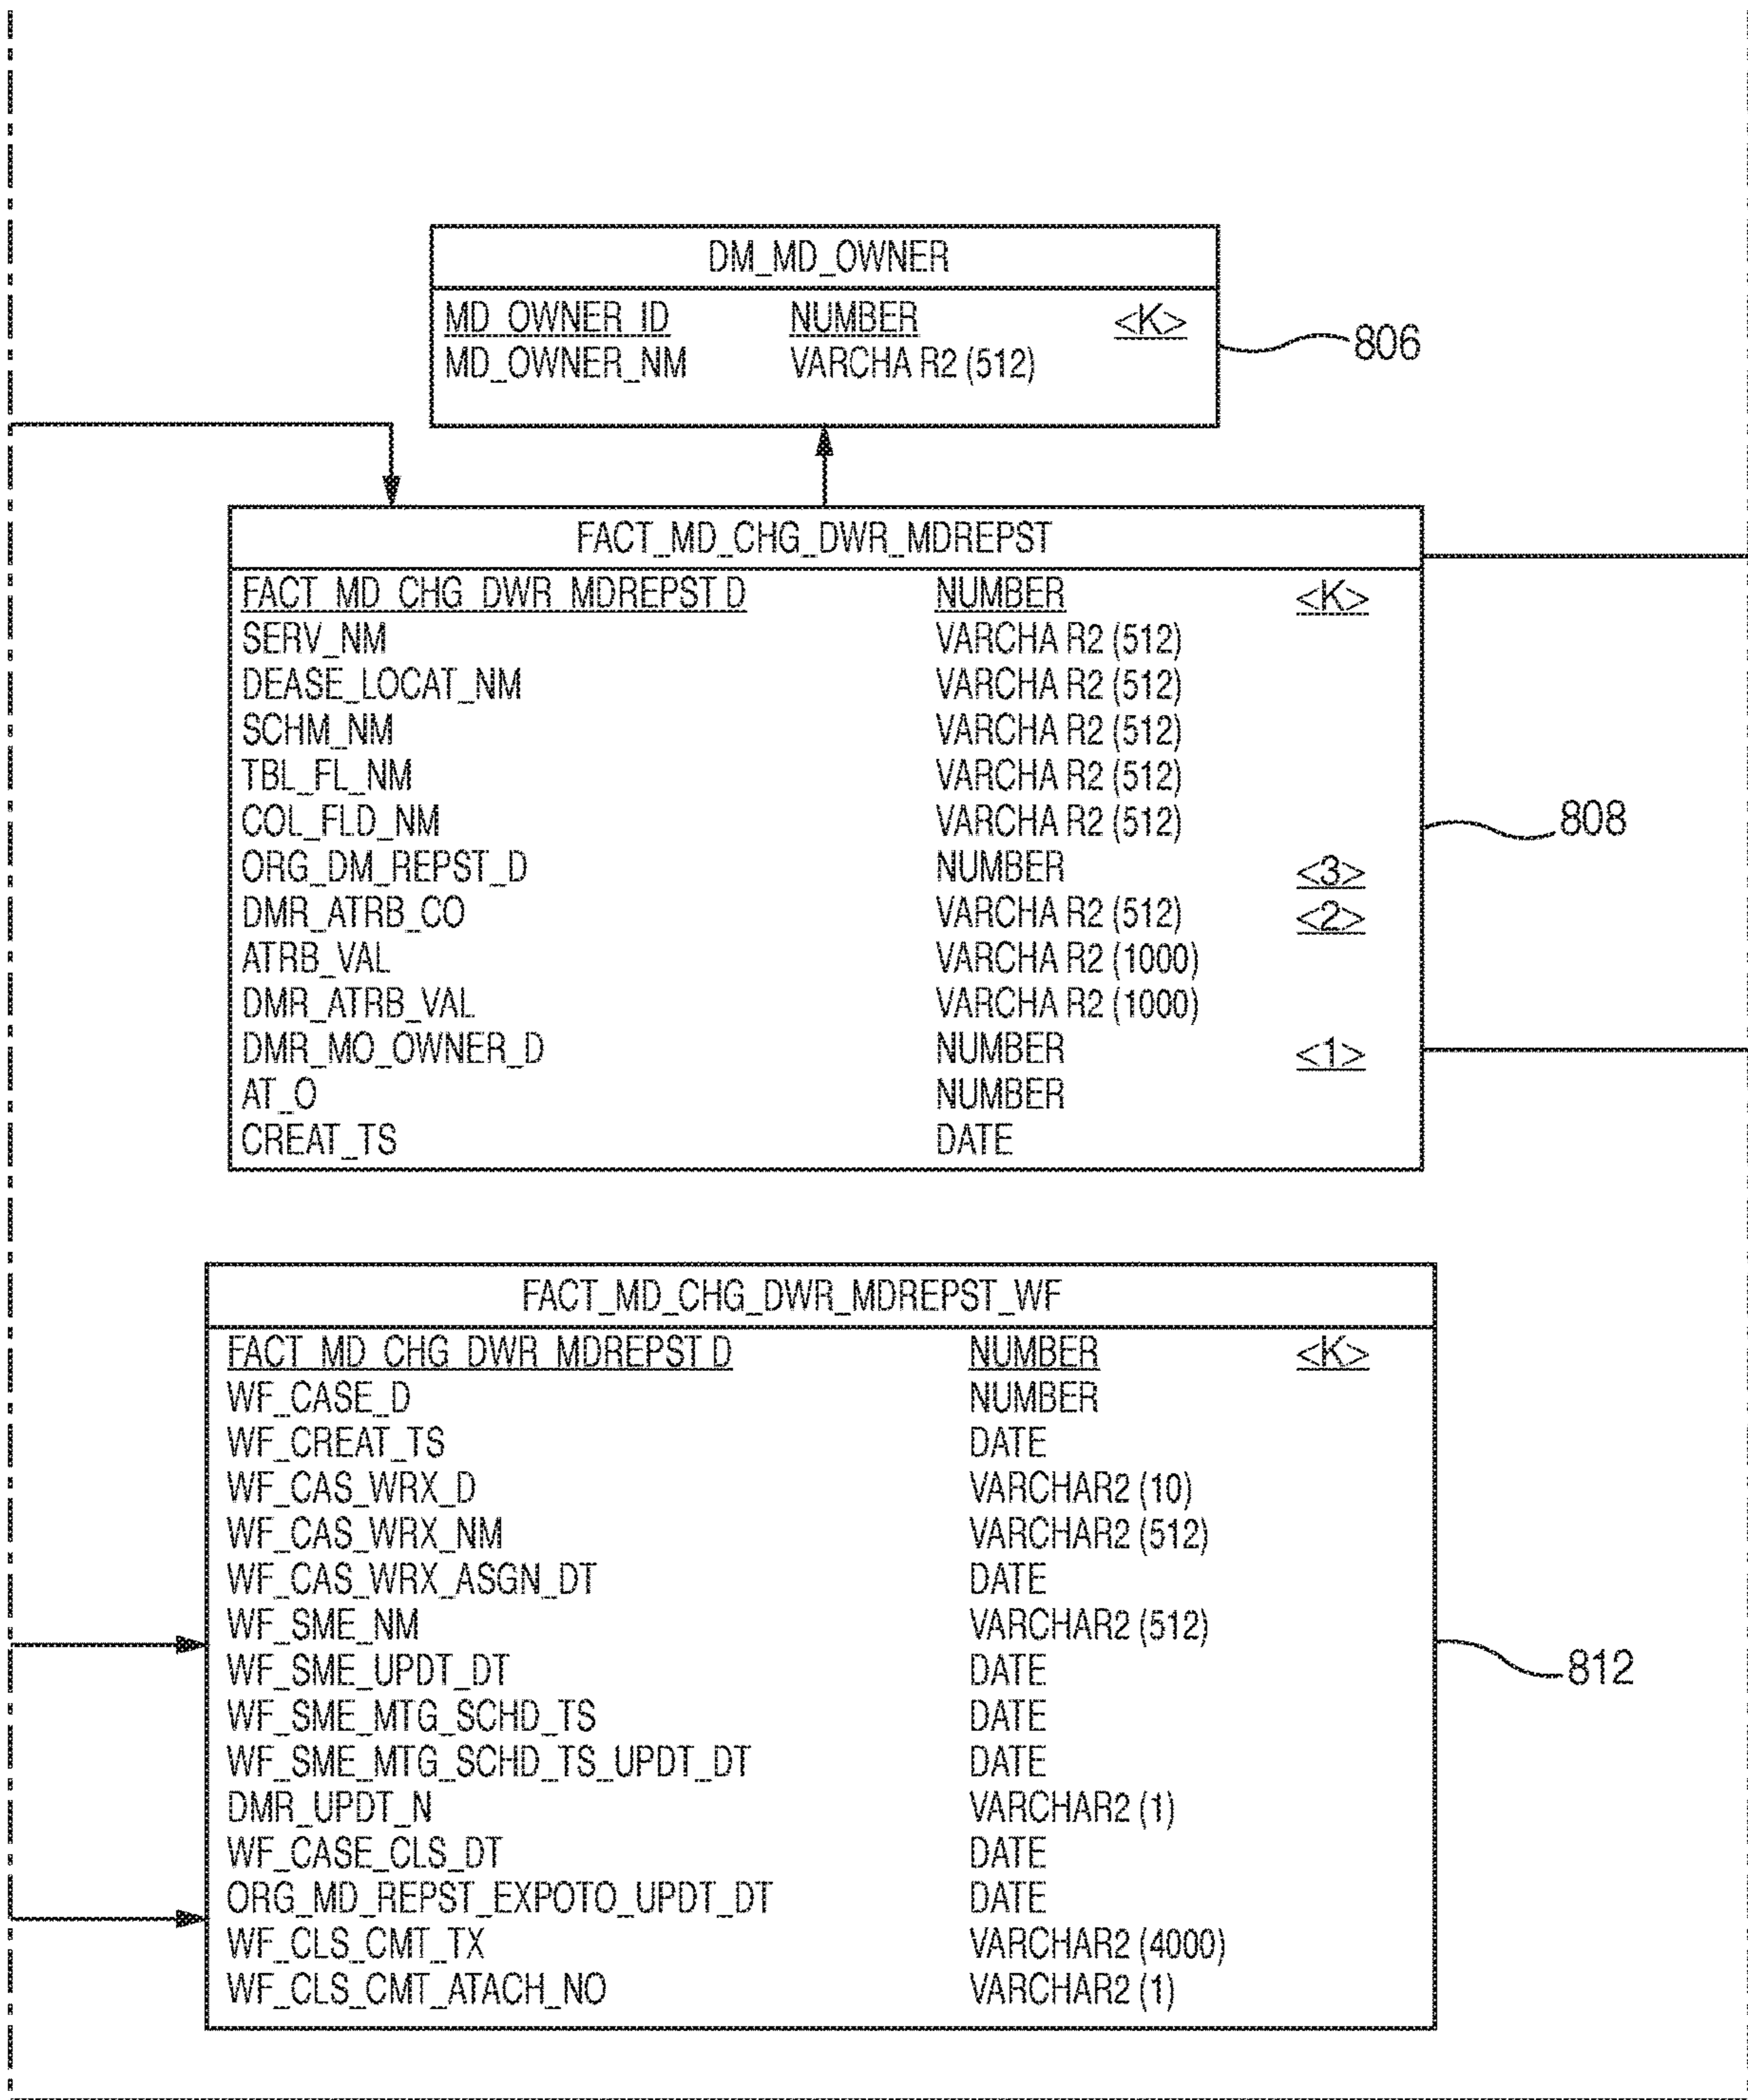 DM_MD_OWNER
MD_OWNER_ID NUMBER <K>
MD_OWNER_NM VARCHA R2 (512)
806
FACT_MD_CHG_DWR_MDREPST
FACT_MD_CHG_DWR_MDREPST D NUMBER <K>
SERV_NM VARCHA R2 (512)
DEASE_LOCAT_NM VARCHA R2 (512)
SCHM_NM VARCHA R2 (512)
TBL_FL_NM VARCHA R2 (512)
COL_FLD_NM VARCHA R2 (512)
808
ORG_DM_REPST_D NUMBER <3>
DMR_ATRB_CO VARCHA R2 (512) <2>
ATRB_VAL VARCHA R2 (1000)
DMR_ATRB_VAL VARCHA R2 (1000)
DMR_MO_OWNER_D NUMBER <1>
AT_O NUMBER
CREAT_TS DATE
FACT_MD_CHG_DWR_MDREPST_WF
FACT_MD_CHG_DWR_MDREPST D NUMBER <K>
WF_CASE_D NUMBER
WF_CREAT_TS DATE
WF_CAS_WRX_D VARCHAR2 (10)
WF_CAS_WRX_NM VARCHAR2 (512)
WF_CAS_WRX_ASGN_DT DATE
WF_SME_NM VARCHAR2 (512)
WF_SME_UPDT_DT DATE
812
WF_SME_MTG_SCHD_TS DATE
WF_SME_MTG_SCHD_TS_UPDT_DT DATE
DMR_UPDT_N VARCHAR2 (1)
WF_CASE_CLS_DT DATE
ORG_MD_REPST_EXPOTO_UPDT_DT DATE
WF_CLS_CMT_TX VARCHAR2 (4000)
WF_CLS_CMT_ATACH_NO VARCHAR2 (1)